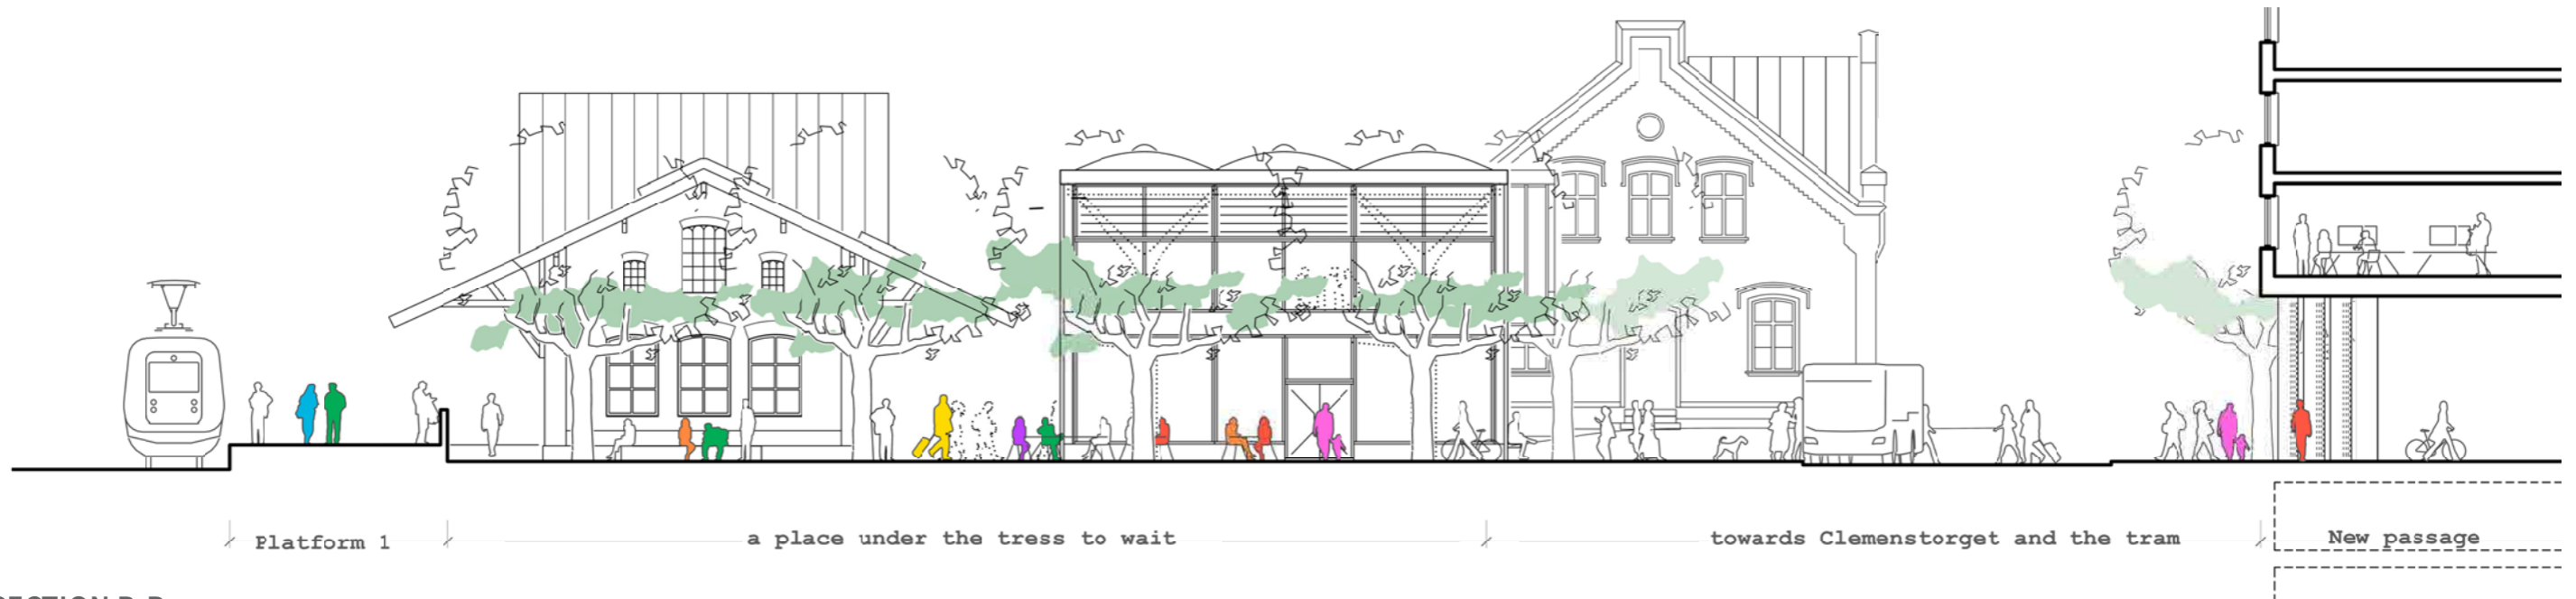 Platform 1
a place under the tress to wait
towards Clemenstorget and the tram
New passage